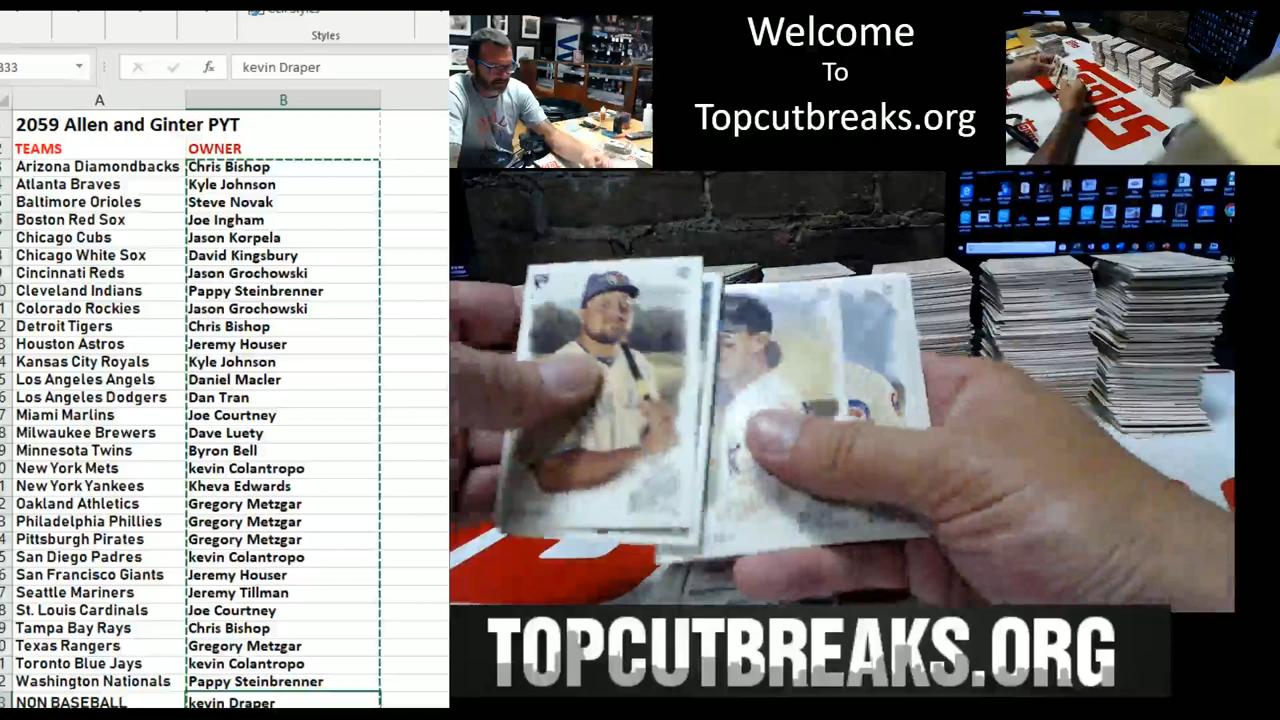 Styles
B33 kevin Draper
A B
2059 Allen and Ginter PYT
TEAMS OWNER
Arizona Diamondbacks Chris Bishop
Atlanta Braves Kyle Johnson
Baltimore Orioles Steve Novak
Boston Red Sox Joe Ingham
Chicago Cubs Jason Korpela
Chicago White Sox David Kingsbury
Cincinnati Reds Jason Grochowski
Cleveland Indians Pappy Steinbrenner
Colorado Rockies Jason Grochowski
Detroit Tigers Chris Bishop
Houston Astros Jeremy Houser
Kansas City Royals Kyle Johnson
Los Angeles Angels Daniel Macler
Los Angeles Dodgers Dan Tran
Miami Marlins Joe Courtney
Milwaukee Brewers Dave Luety
Minnesota Twins Byron Bell
New York Mets kevin Colantropo
New York Yankees Kheva Edwards
Oakland Athletics Gregory Metzgar
Philadelphia Phillies Gregory Metzgar
Pittsburgh Pirates Gregory Metzgar
San Diego Padres kevin Colantropo
San Francisco Giants Jeremy Houser
Seattle Mariners Jeremy Tillman
St. Louis Cardinals Joe Courtney
Tampa Bay Rays Chris Bishop
Texas Rangers Gregory Metzgar
Toronto Blue Jays kevin Colantropo
Washington Nationals Pappy Steinbrenner
NON BASEBALL kevin Draper
Welcome
To
Topcutbreaks.org
topps
TOPCUTBREAKS.ORG